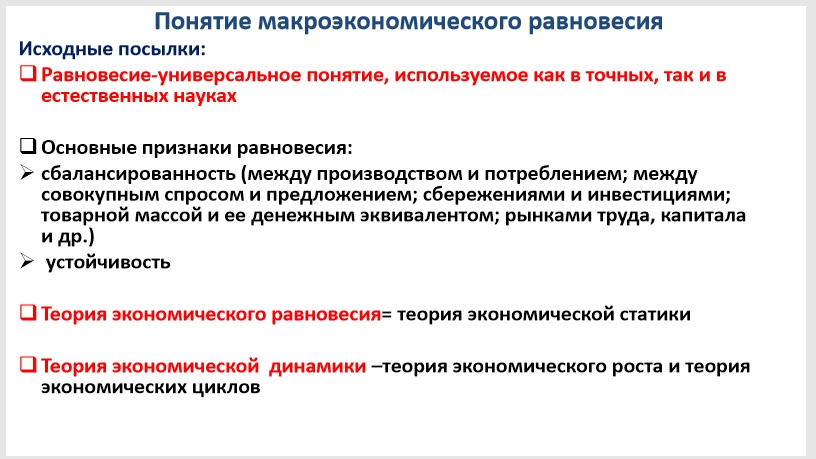 Понятие макроэкономического равновесия
Исходные посылки:
❑ Равновесие-универсальное понятие, используемое как в точных, так и в
естественных науках
❑ Основные признаки равновесия:
➢ сбалансированность (между производством и потреблением; между
совокупным спросом и предложением; сбережениями и инвестициями;
товарной массой и ее денежным эквивалентом; рынками труда, капитала
и др.)
➢ устойчивость
❑ Теория экономического равновесия= теория экономической статики
❑ Теория экономической динамики –теория экономического роста и теория
экономических циклов